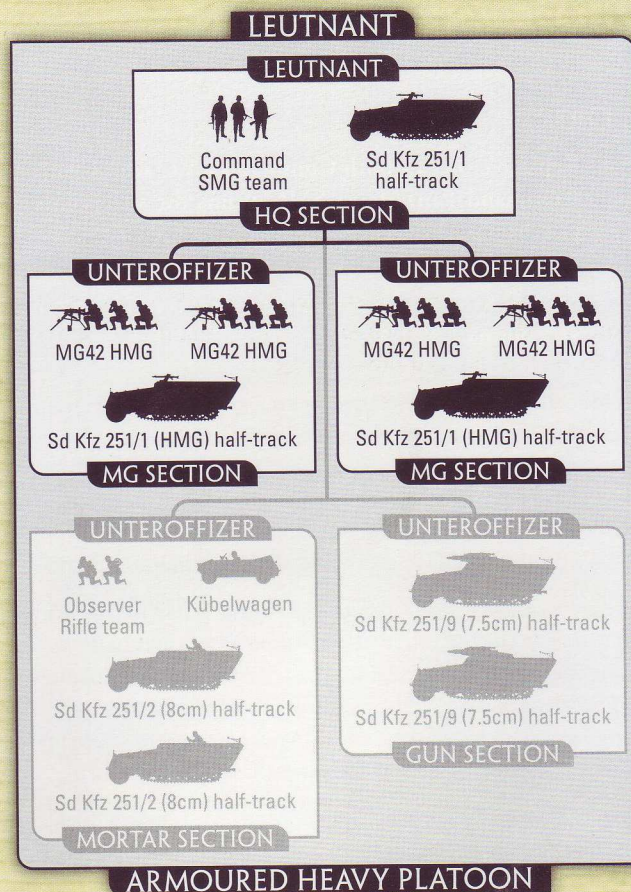 LEUTNANT
LEUTNANT
Command
SMG team
Sd Kfz 251/1
half-track
HQ SECTION
UNTEROFFIZER
MG42 HMG
MG42 HMG
Sd Kfz 251/1 (HMG) half-track
MG SECTION
UNTEROFFIZER
MG42 HMG
MG42 HMG
Sd Kfz 251/1 (HMG) half-track
MG SECTION
UNTEROFFIZER
Observer
Rifle team
Kübelwagen
Sd Kfz 251/2 (8cm) half-track
Sd Kfz 251/2 (8cm) half-track
MORTAR SECTION
UNTEROFFIZER
Sd Kfz 251/9 (7.5cm) half-track
Sd Kfz 251/9 (7.5cm) half-track
GUN SECTION
ARMOURED HEAVY PLATOON